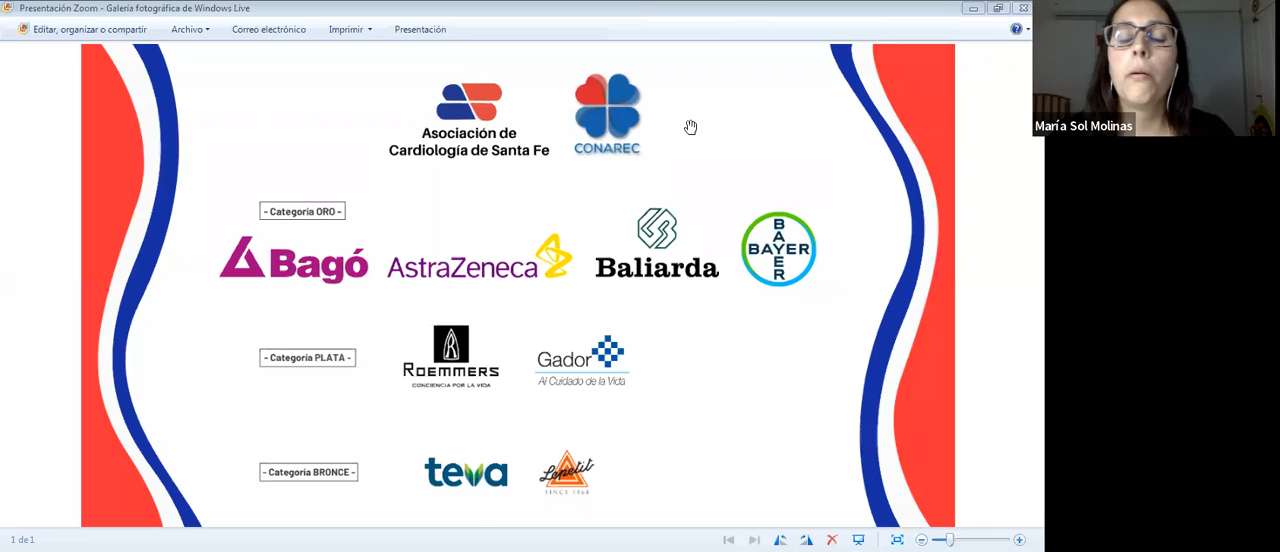 Presentación Zoom - Galería fotográfica de Windows Live
Editar, organizar o compartir Archivo Correo electrónico Imprimir Presentación
María Sol Molinas
Asociación de
Cardiología de Santa Fe
CONAREC
- Categoría ORO -
Bagó
AstraZeneca
Baliarda
BAYER
BAYER
- Categoría PLATA -
ROEMMERS
CONCIENCIA POR LA VIDA
Gador
Al Cuidado de la Vida
- Categoría BRONCE -
teva
Lepetit
SINCE 1868
1 de1